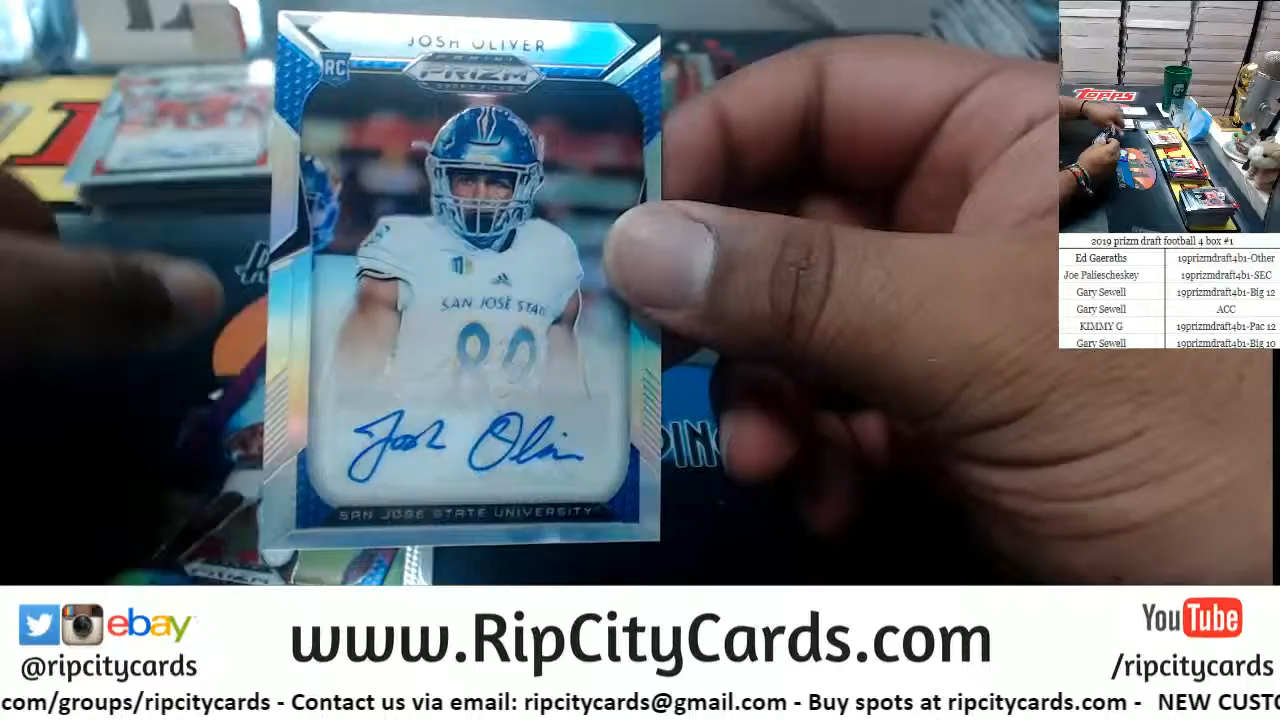 JOSH OLIVER
RC
PANINI
PRIZM
SAN JOSÉ STATE
89
Josh Oliver
SAN JOSE STATE UNIVERSITY
TOPPS
2019 prizm draft football 4 box #1
Ed Gaeraths 19prizmdraft4b1-Other
Joe Paliescheskey 19prizmdraft4b1-SEC
Gary Sewell 19prizmdraft4b1-Big 12
Gary Sewell ACC
KIMMY G 19prizmdraft4b1-Pac 12
Gary Sewell 19prizmdraft4b1-Big 10
ebay
@ripcitycards
www.RipCityCards.com
YouTube
/ripcitycards
com/groups/ripcitycards - Contact us via email: ripcitycards@gmail.com - Buy spots at ripcitycards.com - NEW CUSTO